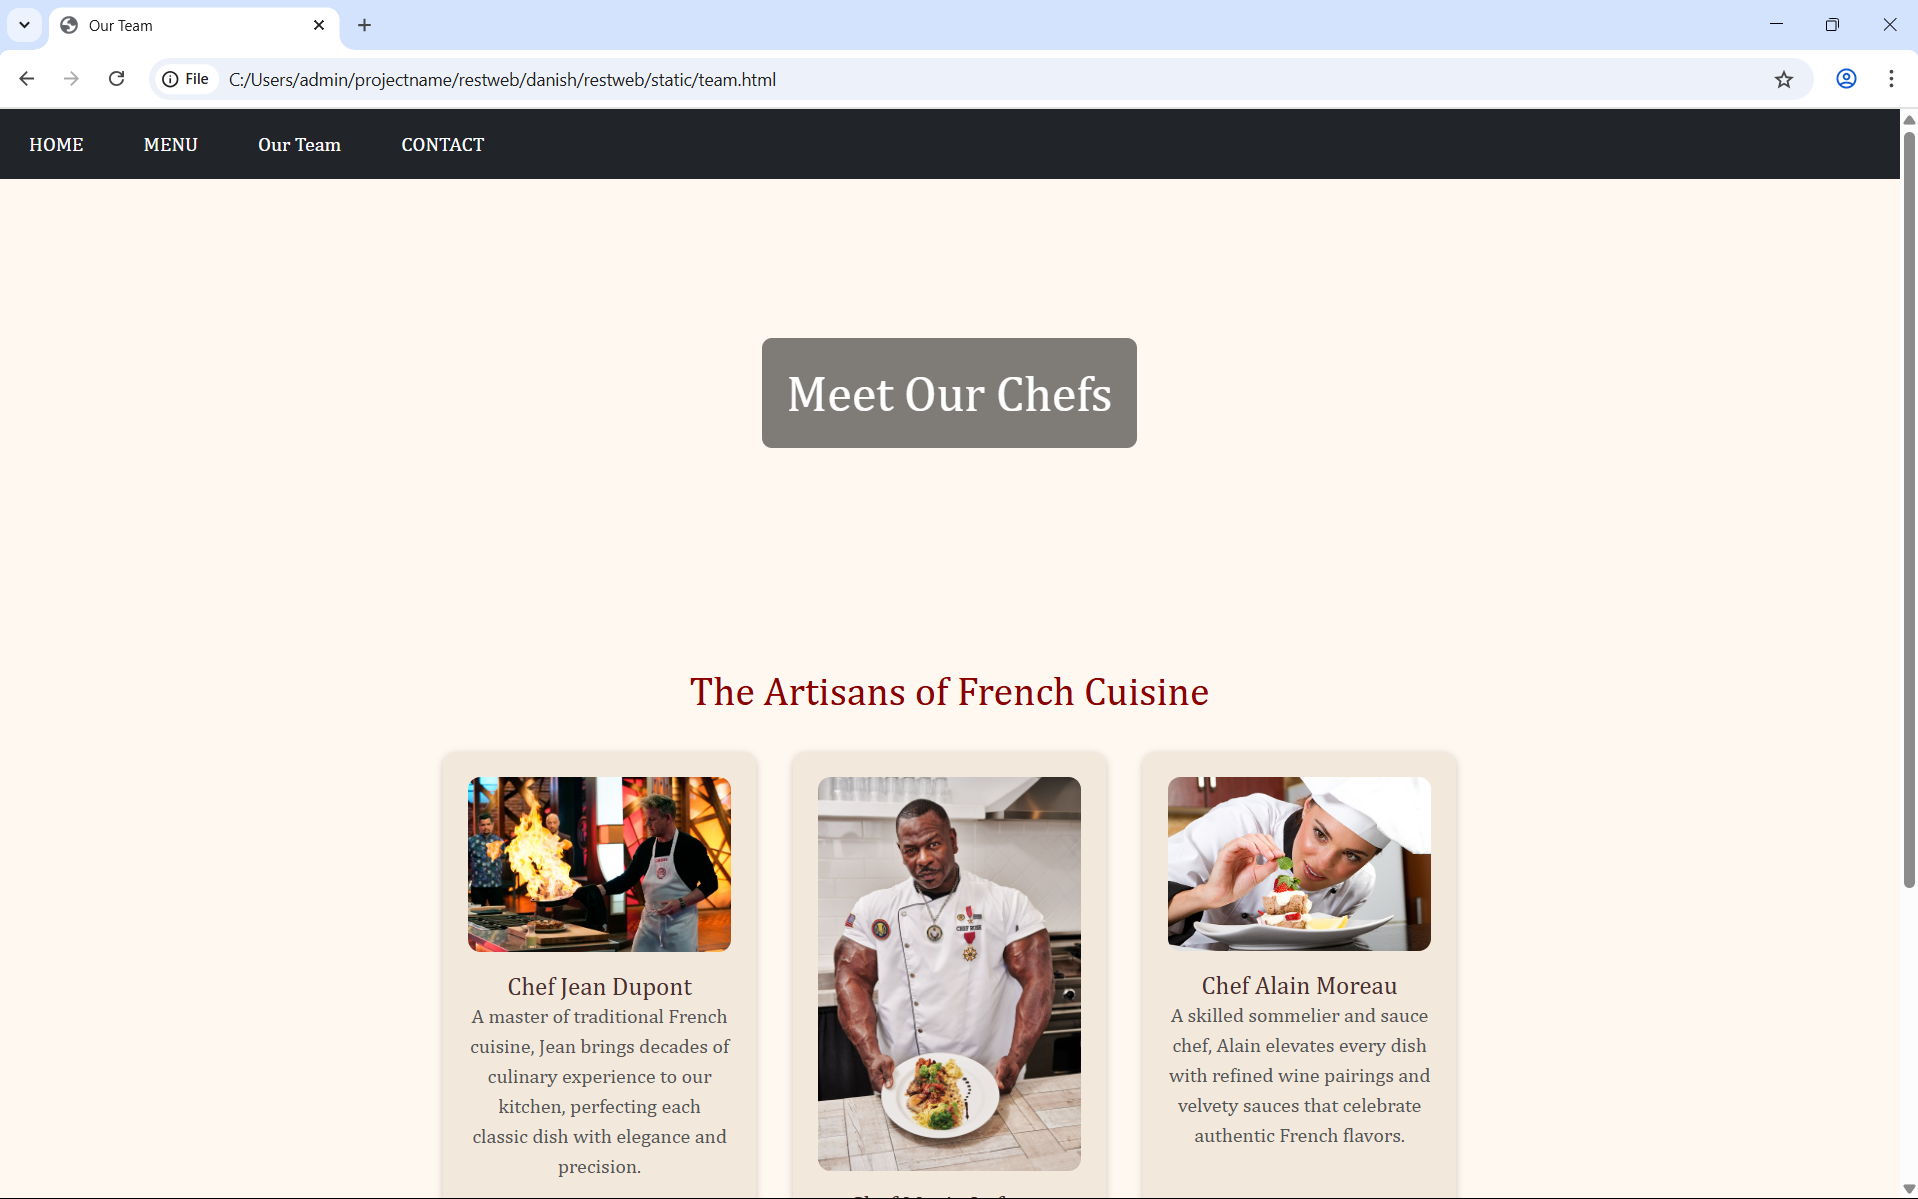 Our Team
File
C:/Users/admin/projectname/restweb/danish/restweb/static/team.html
HOME
MENU
Our Team
CONTACT
Meet Our Chefs
The Artisans of French Cuisine
Chef Jean Dupont
A master of traditional French
cuisine, Jean brings decades of
culinary experience to our
kitchen, perfecting each
classic dish with elegance and
precision.
CHEF ROSE
Chef Alain Moreau
A skilled sommelier and sauce
chef, Alain elevates every dish
with refined wine pairings and
velvety sauces that celebrate
authentic French flavors.